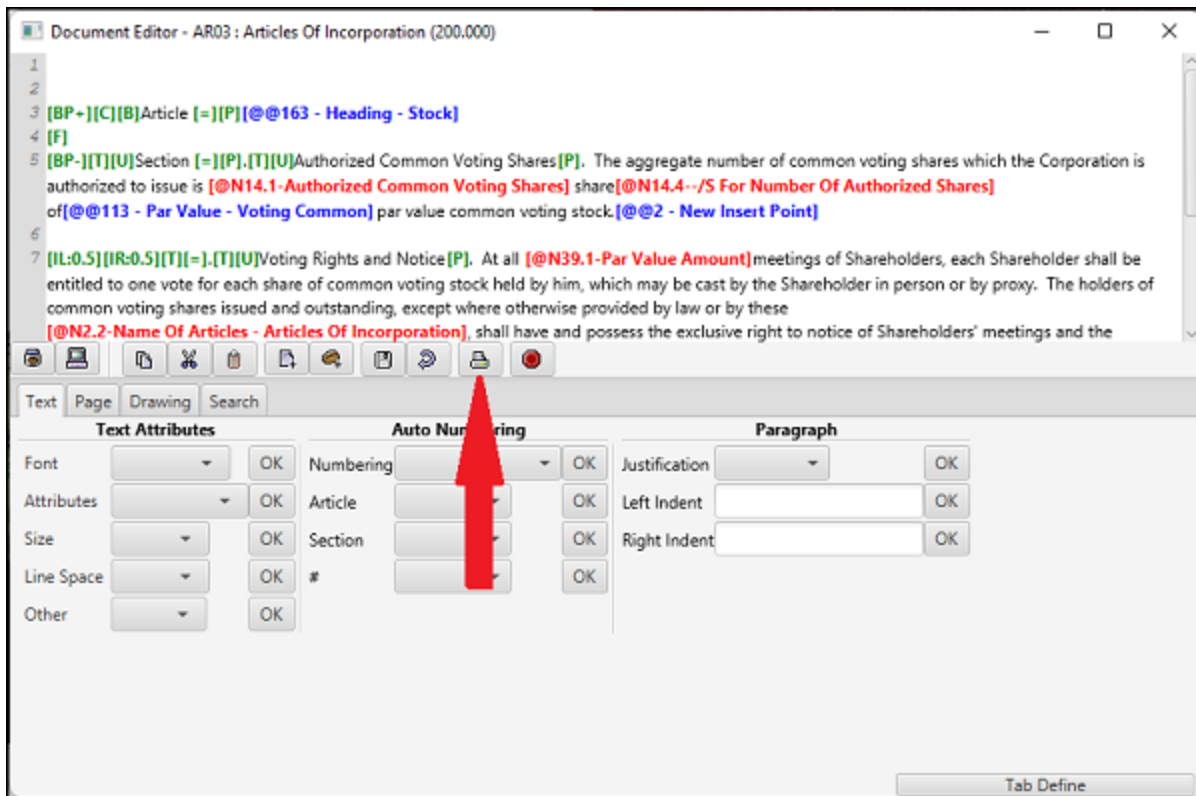 Document Editor - AR03 : Articles Of Incorporation (200.000)
1
2
3 [BP+][C][B]Article [=][P][@@163 - Heading - Stock]
4 [F]
5 [BP-][T][U]Section [=][P].[T][U]Authorized Common Voting Shares[P].  The aggregate number of common voting shares which the Corporation is
authorized to issue is [@N14.1-Authorized Common Voting Shares] share[@N14.4--/S For Number Of Authorized Shares]
of[@@113 - Par Value - Voting Common] par value common voting stock.[@@2 - New Insert Point]
6
7 [IL:0.5][IR:0.5][T][=].[T][U]Voting Rights and Notice[P].  At all [@N39.1-Par Value Amount]meetings of Shareholders, each Shareholder shall be
entitled to one vote for each share of common voting stock held by him, which may be cast by the Shareholder in person or by proxy.  The holders of
common voting shares issued and outstanding, except where otherwise provided by law or by these
[@N2.2-Name Of Articles - Articles Of Incorporation], shall have and possess the exclusive right to notice of Shareholders' meetings and the
Text Page Drawing Search
Text Attributes Auto Numbering Paragraph
Font OK Numbering OK Justification OK
Attributes OK Article OK Left Indent OK
Size OK Section OK Right Indent OK
Line Space OK # OK
Other OK
Tab Define